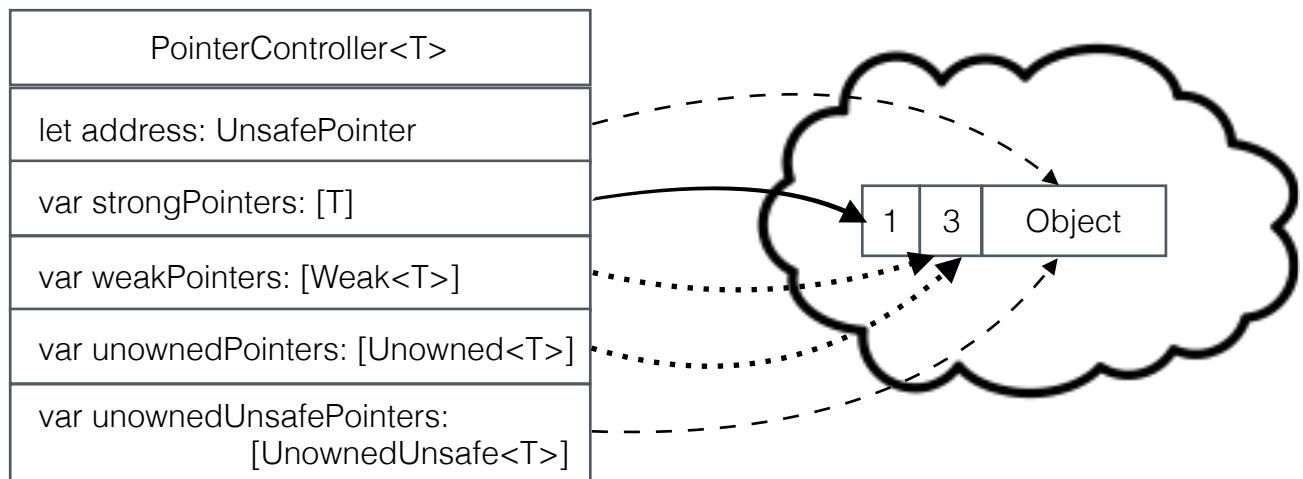 PointerController<T>
let address: UnsafePointer
var strongPointers: [T]
var weakPointers: [Weak<T>]
var unownedPointers: [Unowned<T>]
var unownedUnsafePointers:
[UnownedUnsafe<T>]
1 3 Object